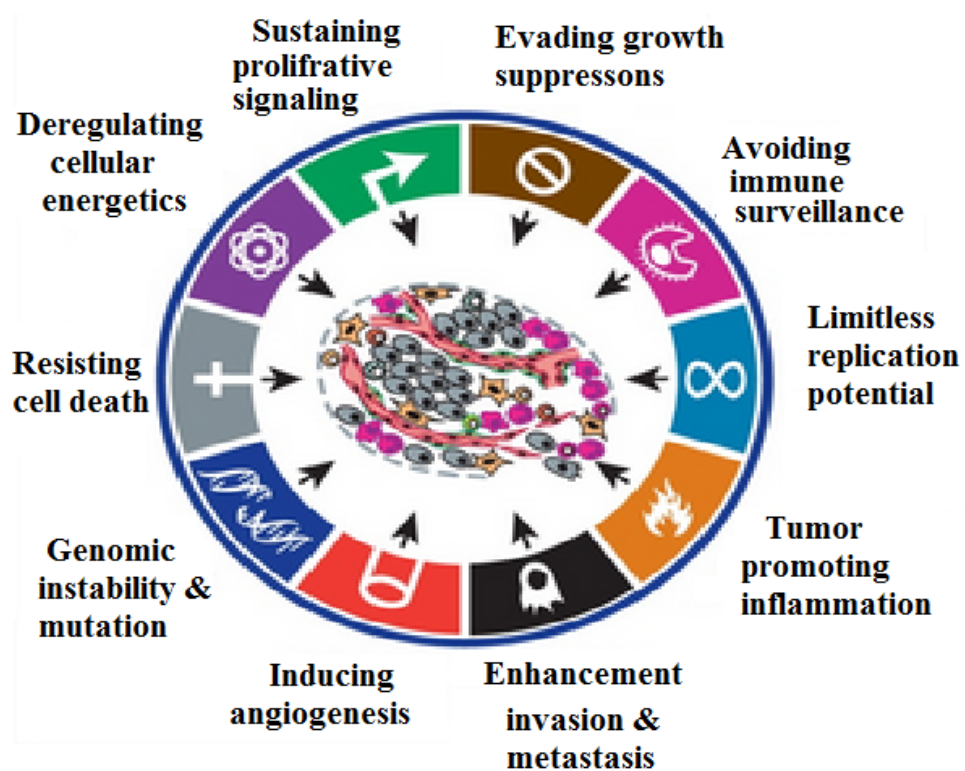 Sustaining
prolifrative
signaling
Evading growth
suppressons
Deregulating
cellular
energetics
Avoiding
immune
surveillance
Resisting
cell death
Limitless
replication
potential
Genomic
instability &
mutation
Tumor
promoting
inflammation
Inducing
angiogenesis
Enhancement
invasion &
metastasis